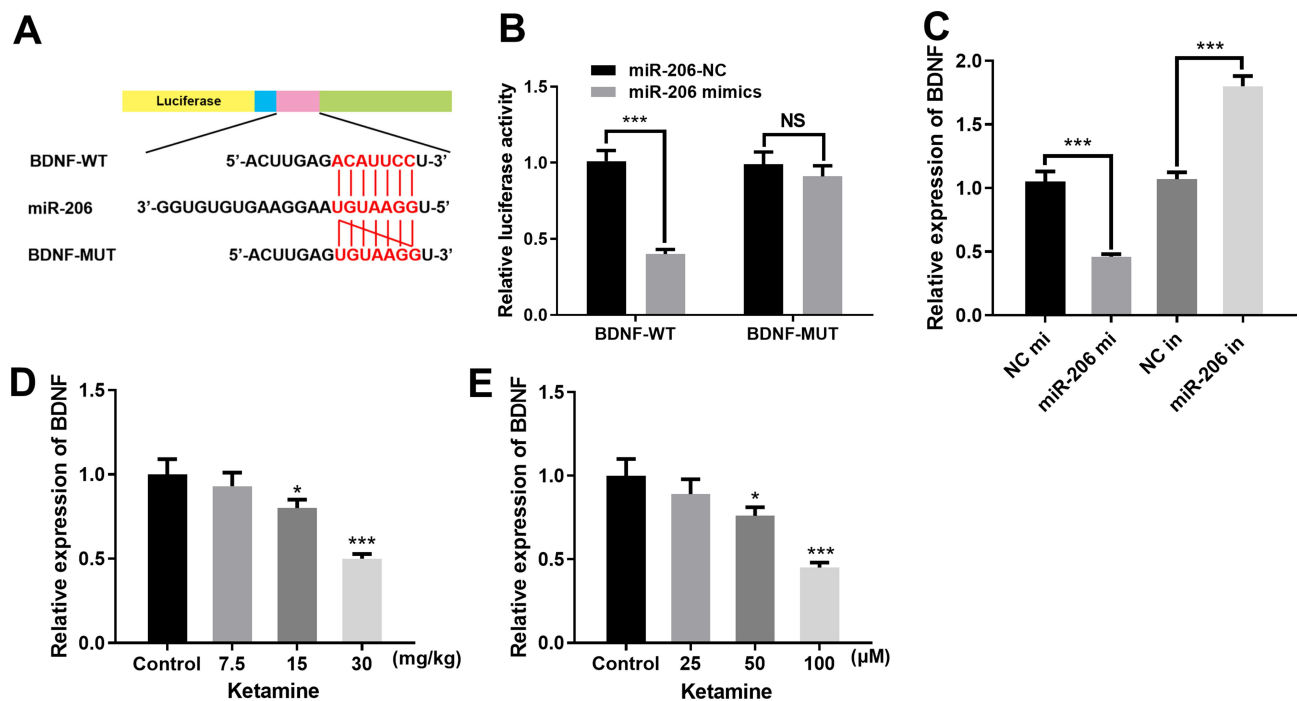 A
Luciferase
BDNF-WT 5’-ACUUGAGACAUUCCU-3’
miR-206 3’-GGUGUGUGAAGGAAUGUAAGGU-5’
BDNF-MUT 5’-ACUUGAGUGUAAGGU-3’
B
miR-206-NC
miR-206 mimics
Relative luciferase activity
1.5
1.0
0.5
0.0
***
NS
BDNF-WT BDNF-MUT
C
Relative expression of BDNF
2.0
1.5
1.0
0.5
0.0
***
***
NC mi
miR-206 mi
NC in
miR-206 in
D
Relative expression of BDNF
1.5
1.0
0.5
0.0
*
***
Control 7.5 15 30 (mg/kg)
Ketamine
E
Relative expression of BDNF
1.5
1.0
0.5
0.0
*
***
Control 25 50 100 (μM)
Ketamine